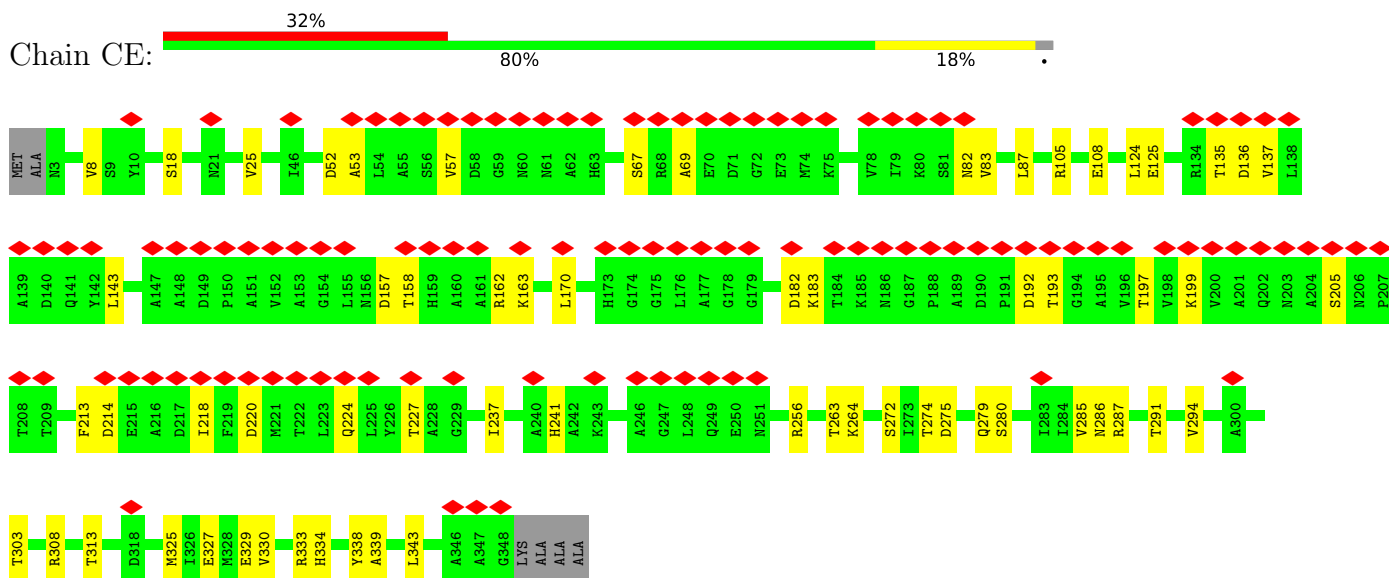 32%
Chain CE:
80% 18% •
MET ALA N3 V8 S9 Y10 S18 N21 V25 I46 D52 A53 L54 A55 S56 V57 D58 G59 N60 N61 A62 H63 S67 R68 A69 E70 D71 G72 E73 M74 K75 V78 I79 K80 S81 N82 V83 L87 R105 E108 L124 E125 R134 T135 D136 V137 L138
A139 D140 Q141 Y142 L143 A147 A148 D149 P150 A151 V152 A153 G154 L155 N156 D157 T158 H159 A160 A161 R162 K163 L170 H173 G174 G175 L176 A177 G178 G179 D182 K183 T184 K185 N186 G187 P188 A189 D190 P191 D192 T193 G194 A195 V196 T197 V198 K199 V200 A201 Q202 N203 A204 S205 N206 P207
T208 T209 F213 D214 E215 A216 D217 I218 F219 D220 M221 T222 L223 Q224 L225 Y226 T227 A228 G229 I237 A240 H241 A242 K243 A246 G247 L248 Q249 E250 N251 R256 T263 K264 S272 I273 T274 D275 Q279 S280 I283 I284 V285 N286 R287 T291 V294 A300
T303 R308 T313 D318 M325 I326 E327 M328 E329 V330 R333 H334 Y338 A339 L343 A346 A347 G348 LYS ALA ALA ALA